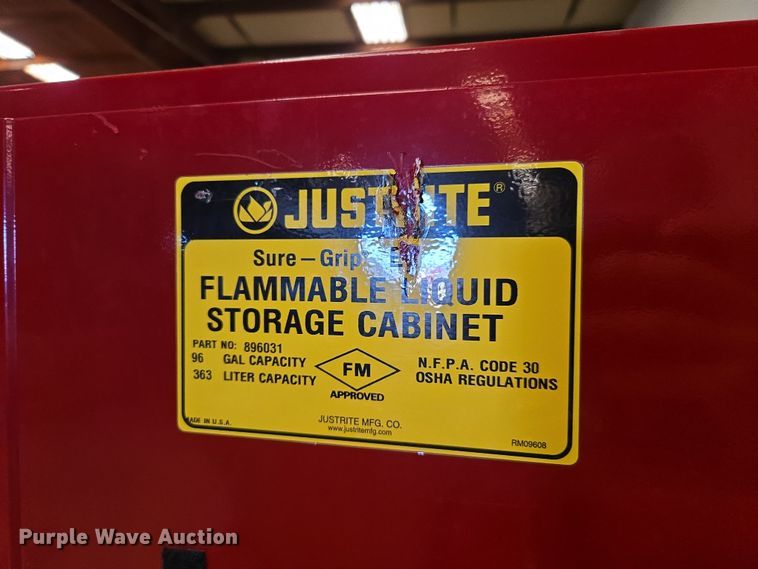 JUSTRITE®
Sure-Grip
FLAMMABLE LIQUID
STORAGE CABINET
PART NO: 896031
96 GAL CAPACITY
363 LITER CAPACITY
FM
APPROVED
N.F.P.A. CODE 30
OSHA REGULATIONS
MADE IN U.S.A.
JUSTRITE MFG. CO.
www.justritemfg.com
RM09608
Purple Wave Auction